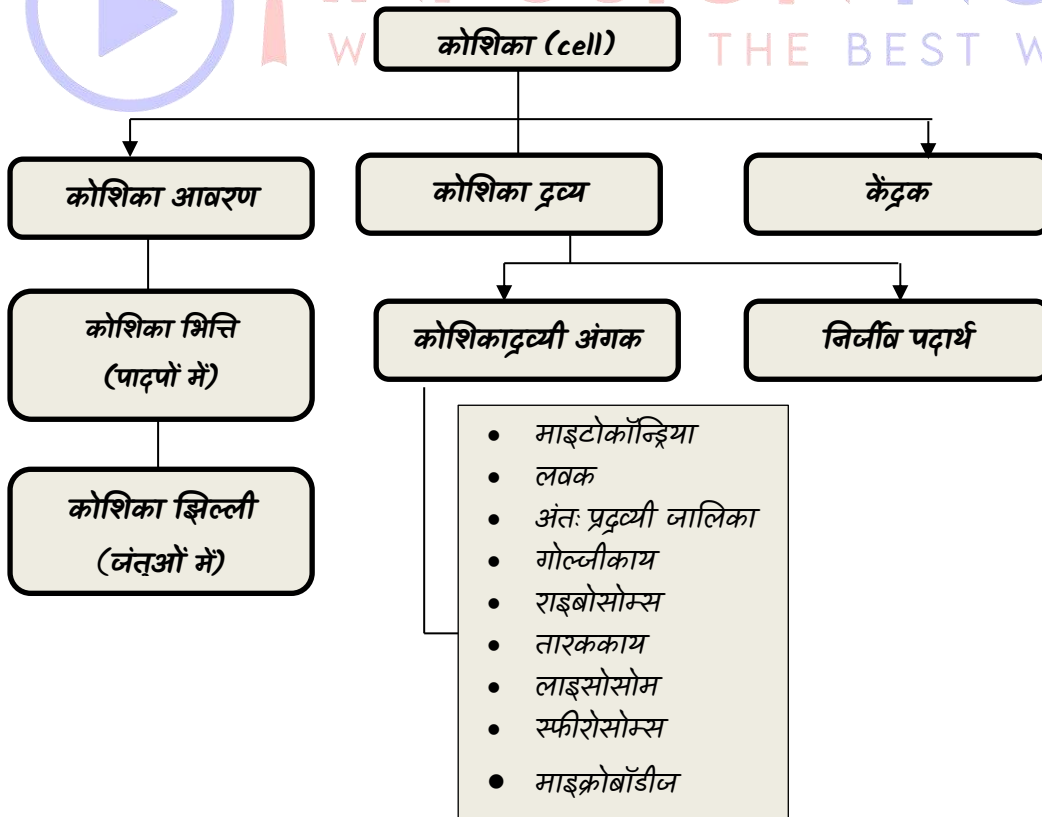 W THE BEST W
कोशिका (cell)
कोशिका आवरण
कोशिका द्रव्य
केंद्रक
कोशिका भित्ति
(पादपों में)
कोशिकाद्रव्यी अंगक
निर्जीव पदार्थ
कोशिका झिल्ली
(जंतुओं में)
• माइटोकॉन्ड्रिया
• लवक
• अंतः प्रद्रव्यी जालिका
• गोल्जीकाय
• राइबोसोम्स
• तारककाय
• लाइसोसोम
• स्फीरोसोम्स
• माइक्रोबॉडीज